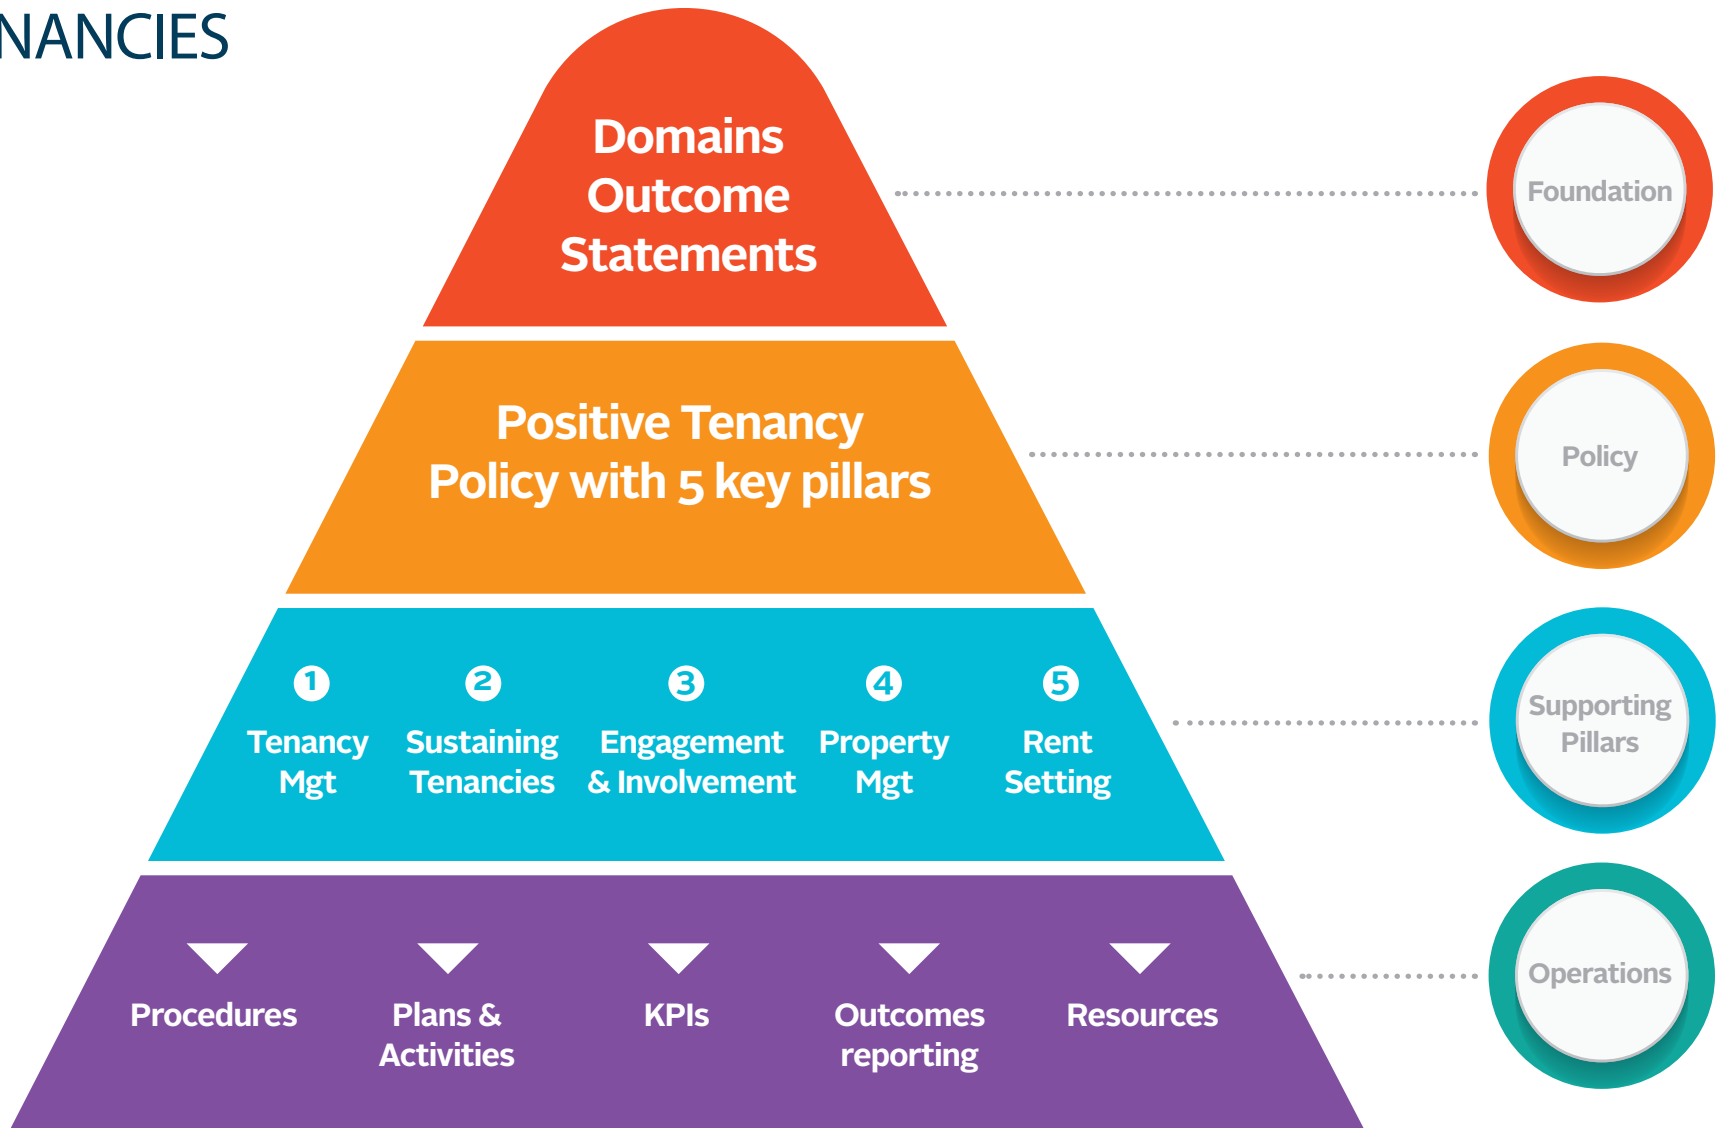 NANCIES
Domains
Outcome
Statements
Foundation
Positive Tenancy
Policy with 5 key pillars
Policy
1
Tenancy
Mgt
2
Sustaining
Tenancies
3
Engagement
& Involvement
4
Property
Mgt
5
Rent
Setting
Supporting
Pillars
Procedures
Plans &
Activities
KPIs
Outcomes
reporting
Resources
Operations